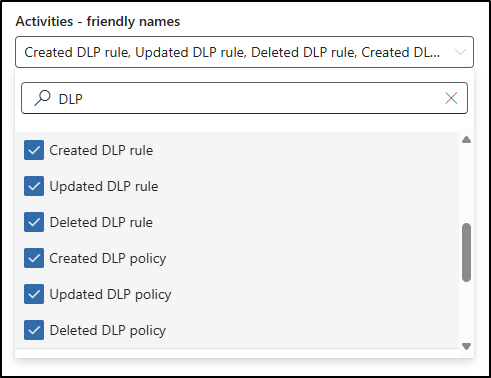 Activities - friendly names
Created DLP rule, Updated DLP rule, Deleted DLP rule, Created DL...
DLP
Created DLP rule
Updated DLP rule
Deleted DLP rule
Created DLP policy
Updated DLP policy
Deleted DLP policy